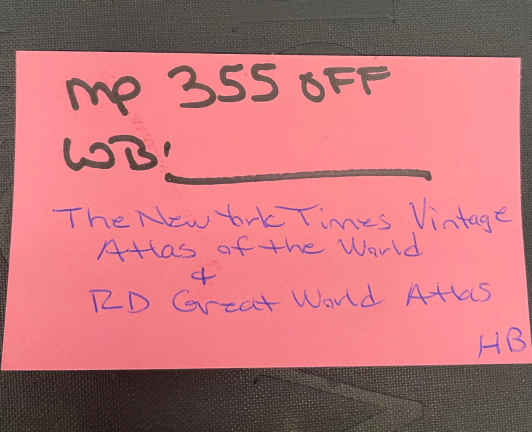 mp 355 OFF
WB:
The New York Times Vintage
Atlas of the World
&
RD Great World Atlas
HB